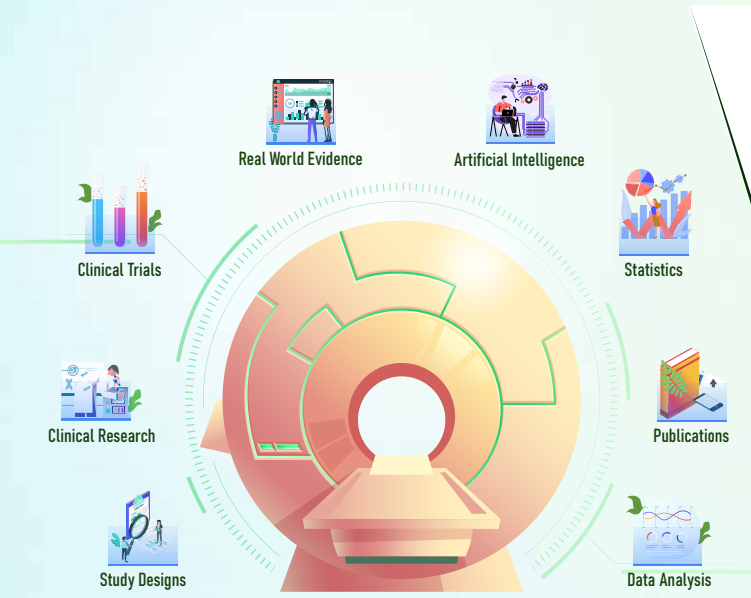 Real World Evidence
Artificial Intelligence
Clinical Trials
Statistics
Clinical Research
Publications
Study Designs
Data Analysis